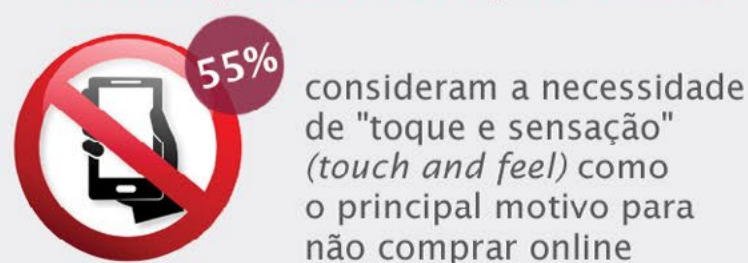 55%
consideram a necessidade
de "toque e sensação"
(touch and feel) como
o principal motivo para
não comprar online